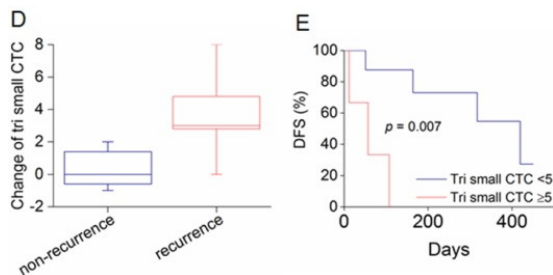 D
Change of tri small CTC
8
6
4
2
0
-2
non-recurrence
recurrence
E
DFS (%)
100
80
60
40
20
0
p = 0.007
Tri small CTC <5
Tri small CTC ≥5
0 200 400
Days